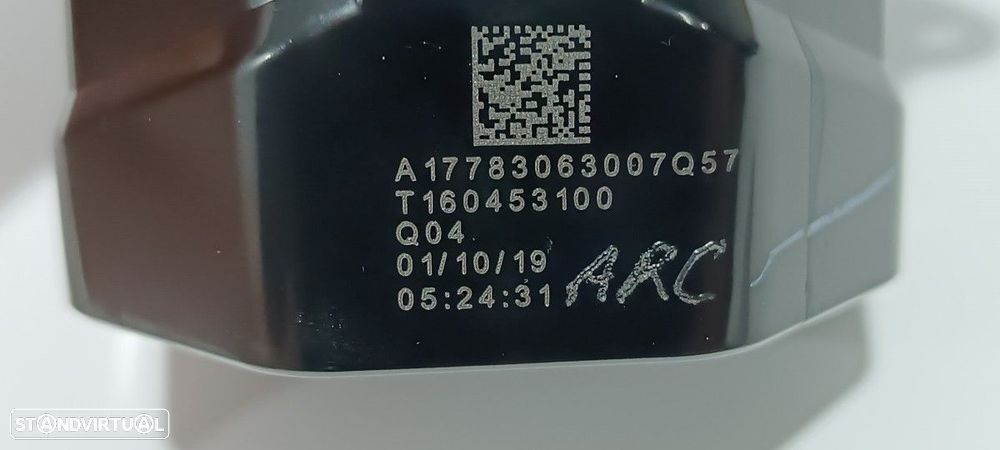 A17783063007Q57
T160453100
Q04
01/10/19
05:24:31 ARC
STANDVIRTUAL